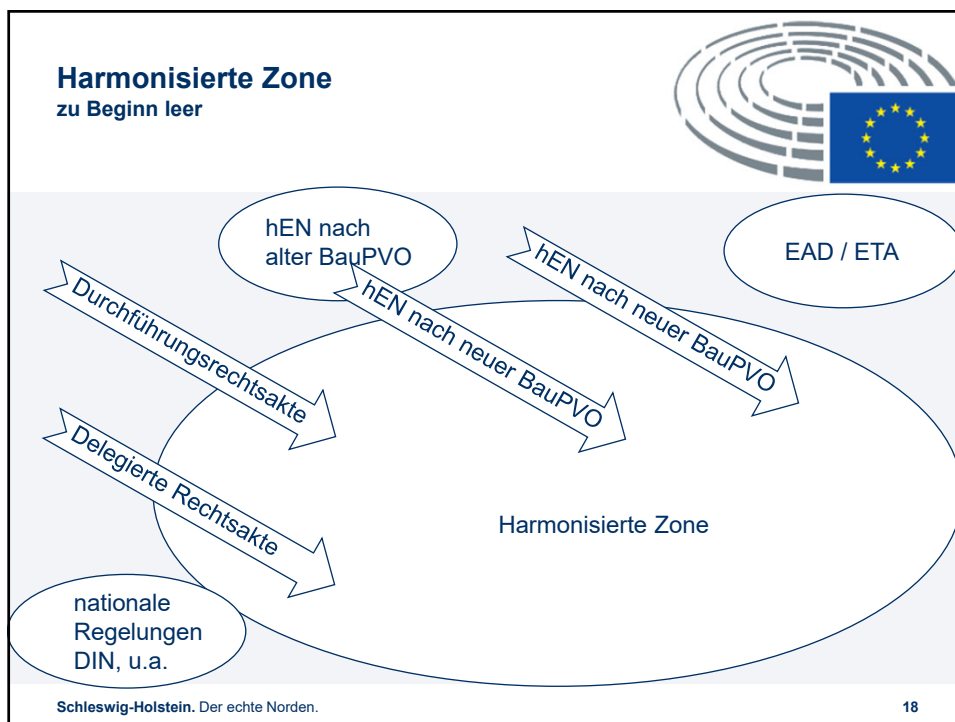 Harmonisierte Zone
zu Beginn leer
hEN nach
alter BauPVO
EAD / ETA
Durchführungsrechtsakte
hEN nach neuer BauPVO
hEN nach neuer BauPVO
Delegierte Rechtsakte
Harmonisierte Zone
nationale
Regelungen
DIN, u.a.
Schleswig-Holstein. Der echte Norden.
18